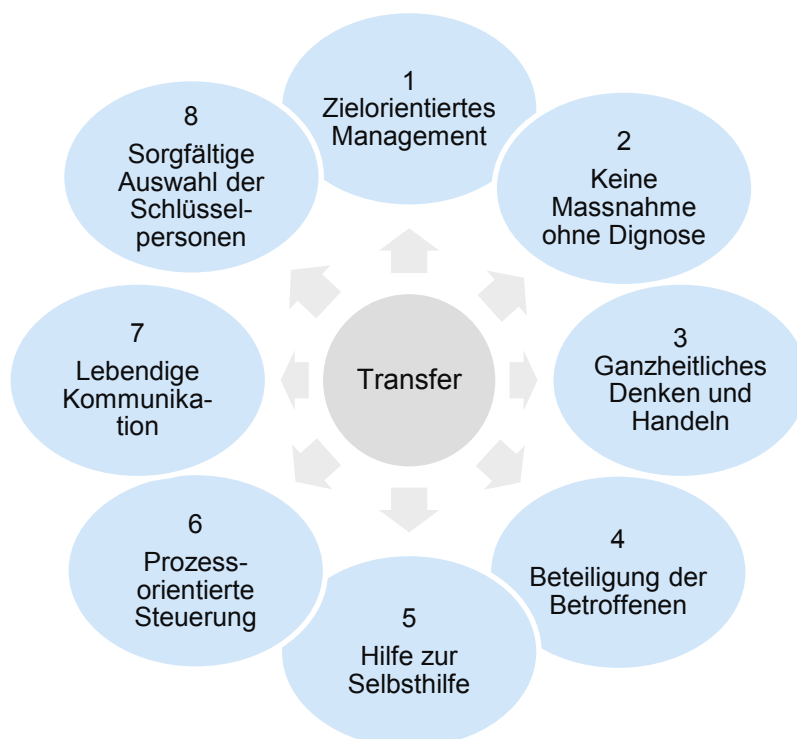 1
Zielorientiertes
Management
2
Keine
Massnahme
ohne Dignose
3
Ganzheitliches
Denken und
Handeln
4
Beteiligung der
Betroffenen
5
Hilfe zur
Selbsthilfe
6
Prozess-
orientierte
Steuerung
7
Lebendige
Kommunika-
tion
8
Sorgfältige
Auswahl der
Schlüssel-
personen
Transfer